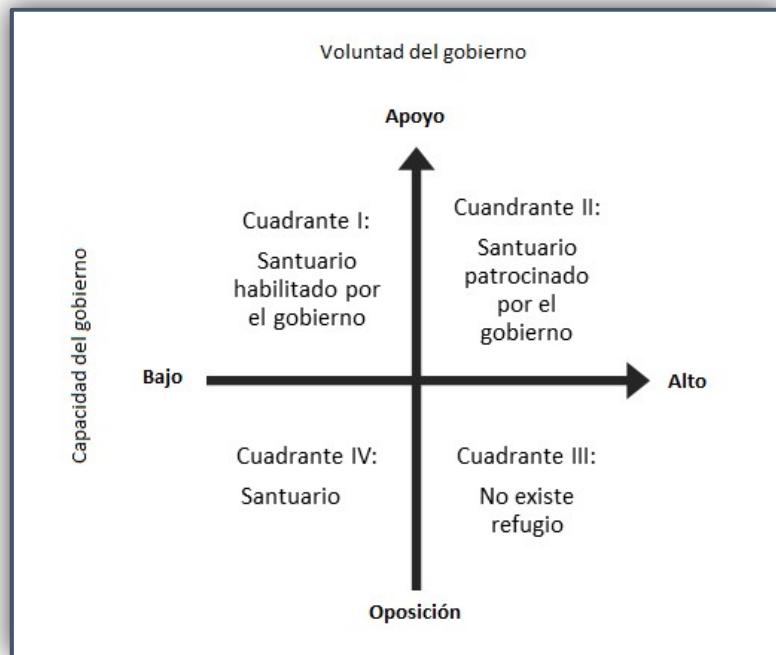 Voluntad del gobierno
Apoyo
Cuadrante I:
Santuario
habilitado por
el gobierno
Cuandrante II:
Santuario
patrocinado
por el
gobierno
Capacidad del gobierno
Bajo
Alto
Cuadrante IV:
Santuario
Cuadrante III:
No existe
refugio
Oposición